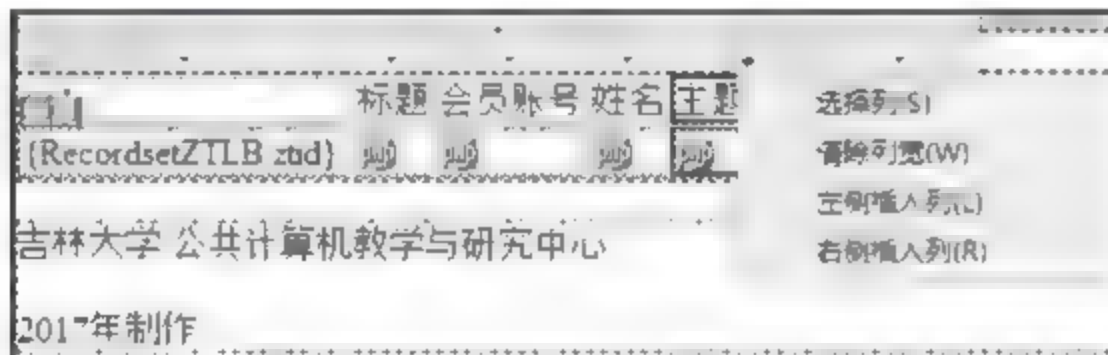 标题 会员账号 姓名 主题 选择列(S)
{RecordsetZTLB.ztid} 清除列宽(W)
左侧插入列(L)
吉林大学 公共计算机教学与研究中心 右侧插入列(R)
2017年制作